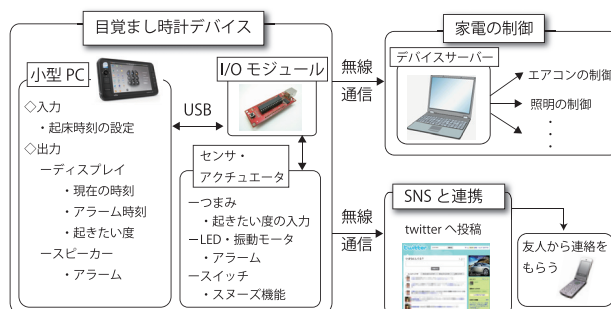 目覚まし時計デバイス
小型 PC
◇入力
・起床時刻の設定
◇出力
ーディスプレイ
・現在の時刻
・アラーム時刻
・起きたい度
ースピーカー
・アラーム
USB
I/O モジュール
センサ・
アクチュエータ
ーつまみ
・起きたい度の入力
ーLED・振動モータ
・アラーム
ースイッチ
・スヌーズ機能
無線
通信
家電の制御
デバイスサーバー
エアコンの制御
照明の制御
・
・
・
無線
通信
SNS と連携
twitter へ投稿
友人から連絡を
もらう